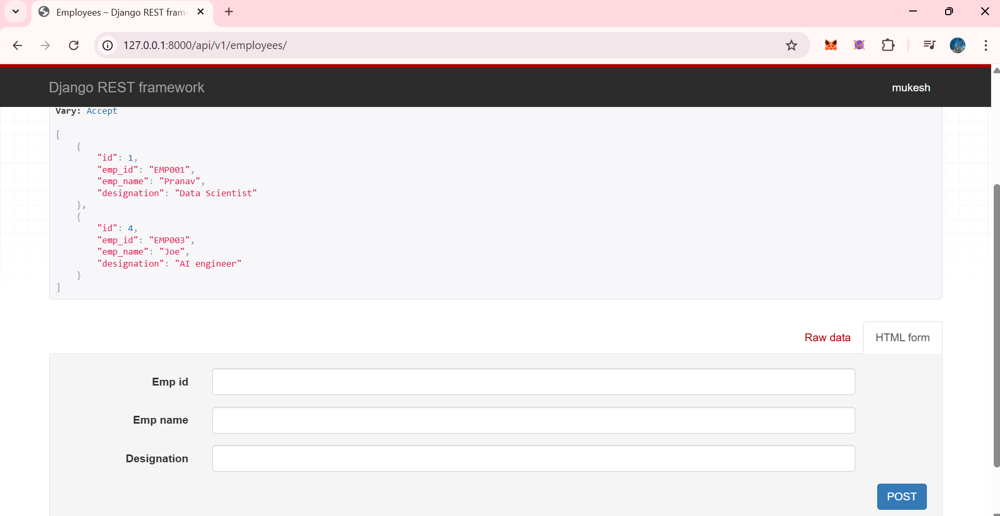 Employees – Django REST fram
127.0.0.1:8000/api/v1/employees/
Django REST framework
mukesh
Vary: Accept
[
{
"id": 1,
"emp_id": "EMP001",
"emp_name": "Pranav",
"designation": "Data Scientist"
},
{
"id": 4,
"emp_id": "EMP003",
"emp_name": "Joe",
"designation": "AI engineer"
}
]
Raw data
HTML form
Emp id
Emp name
Designation
POST